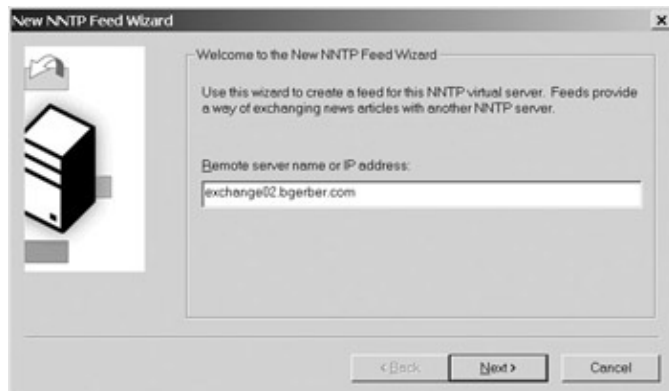 New NNTP Feed Wizard
Welcome to the New NNTP Feed Wizard
Use this wizard to create a feed for this NNTP virtual server. Feeds provide
a way of exchanging news articles with another NNTP server.
Remote server name or IP address:
exchange02.bgerber.com
< Back
Next >
Cancel